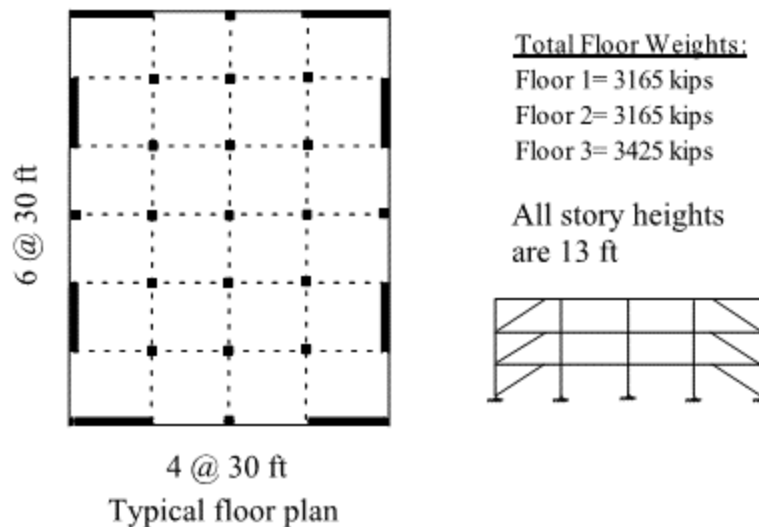 Total Floor Weights:
Floor 1= 3165 kips
Floor 2= 3165 kips
Floor 3= 3425 kips
All story heights
are 13 ft
6 @ 30 ft
4 @ 30 ft
Typical floor plan